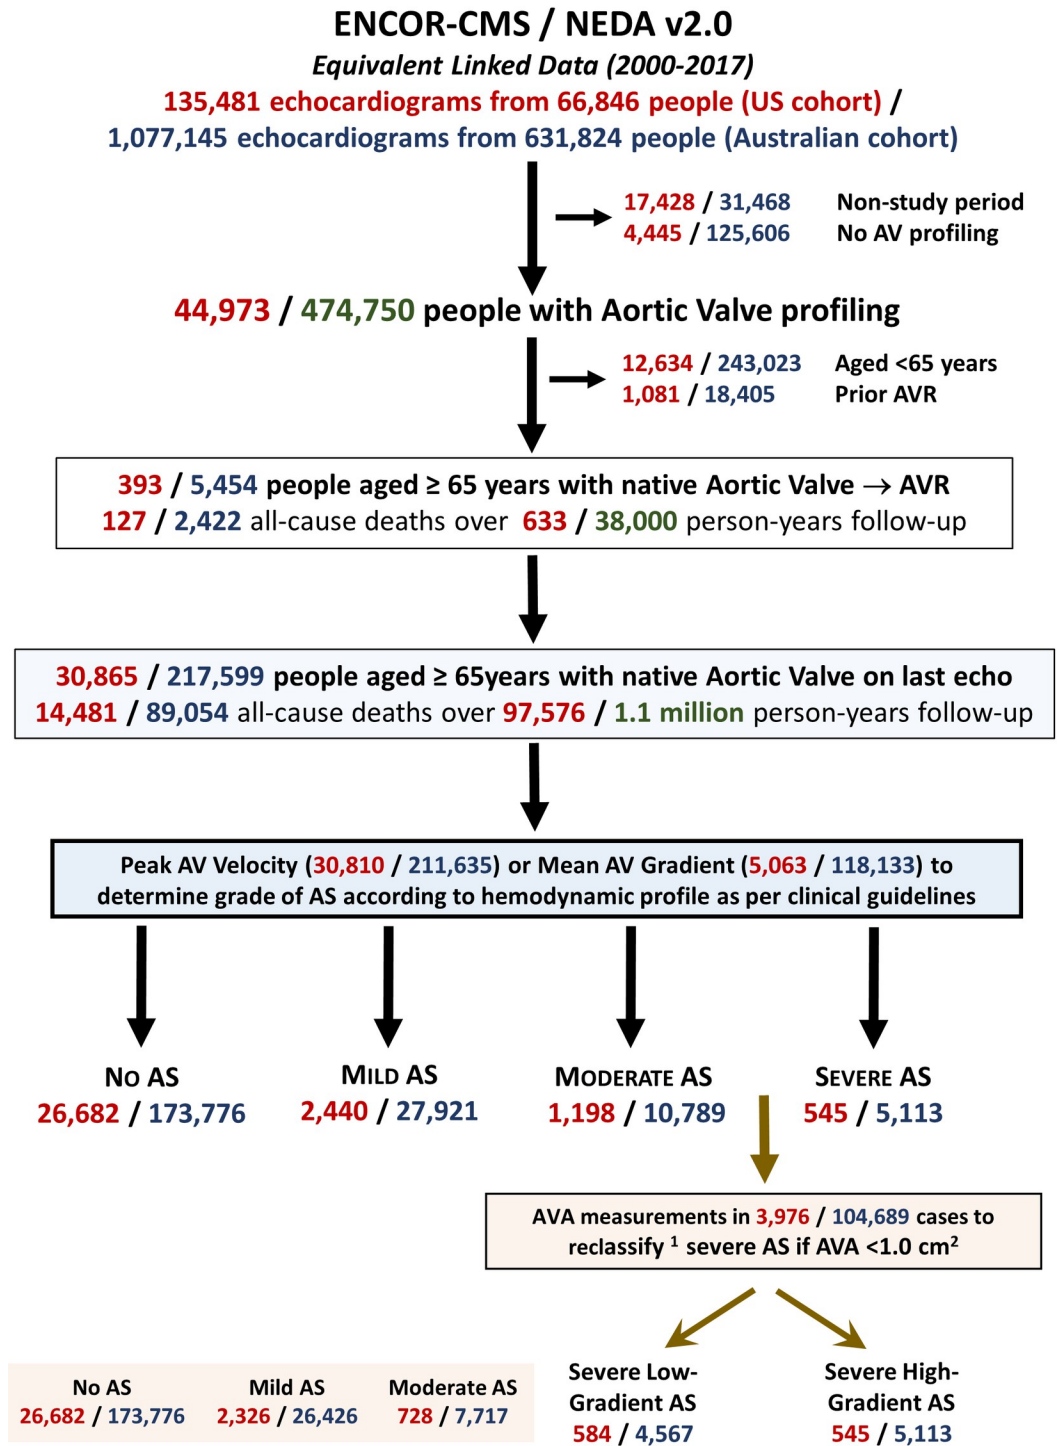 ENCOR-CMS / NEDA v2.0
Equivalent Linked Data (2000-2017)
135,481 echocardiograms from 66,846 people (US cohort) /
1,077,145 echocardiograms from 631,824 people (Australian cohort)
17,428 / 31,468 Non-study period
4,445 / 125,606 No AV profiling
44,973 / 474,750 people with Aortic Valve profiling
12,634 / 243,023 Aged <65 years
1,081 / 18,405 Prior AVR
393 / 5,454 people aged ≥ 65 years with native Aortic Valve → AVR
127 / 2,422 all-cause deaths over 633 / 38,000 person-years follow-up
30,865 / 217,599 people aged ≥ 65years with native Aortic Valve on last echo
14,481 / 89,054 all-cause deaths over 97,576 / 1.1 million person-years follow-up
Peak AV Velocity (30,810 / 211,635) or Mean AV Gradient (5,063 / 118,133) to
determine grade of AS according to hemodynamic profile as per clinical guidelines
NO AS
26,682 / 173,776
MILD AS
2,440 / 27,921
MODERATE AS
1,198 / 10,789
SEVERE AS
545 / 5,113
AVA measurements in 3,976 / 104,689 cases to
reclassify ¹ severe AS if AVA <1.0 cm²
No AS
26,682 / 173,776
Mild AS
2,326 / 26,426
Moderate AS
728 / 7,717
Severe Low-
Gradient AS
584 / 4,567
Severe High-
Gradient AS
545 / 5,113